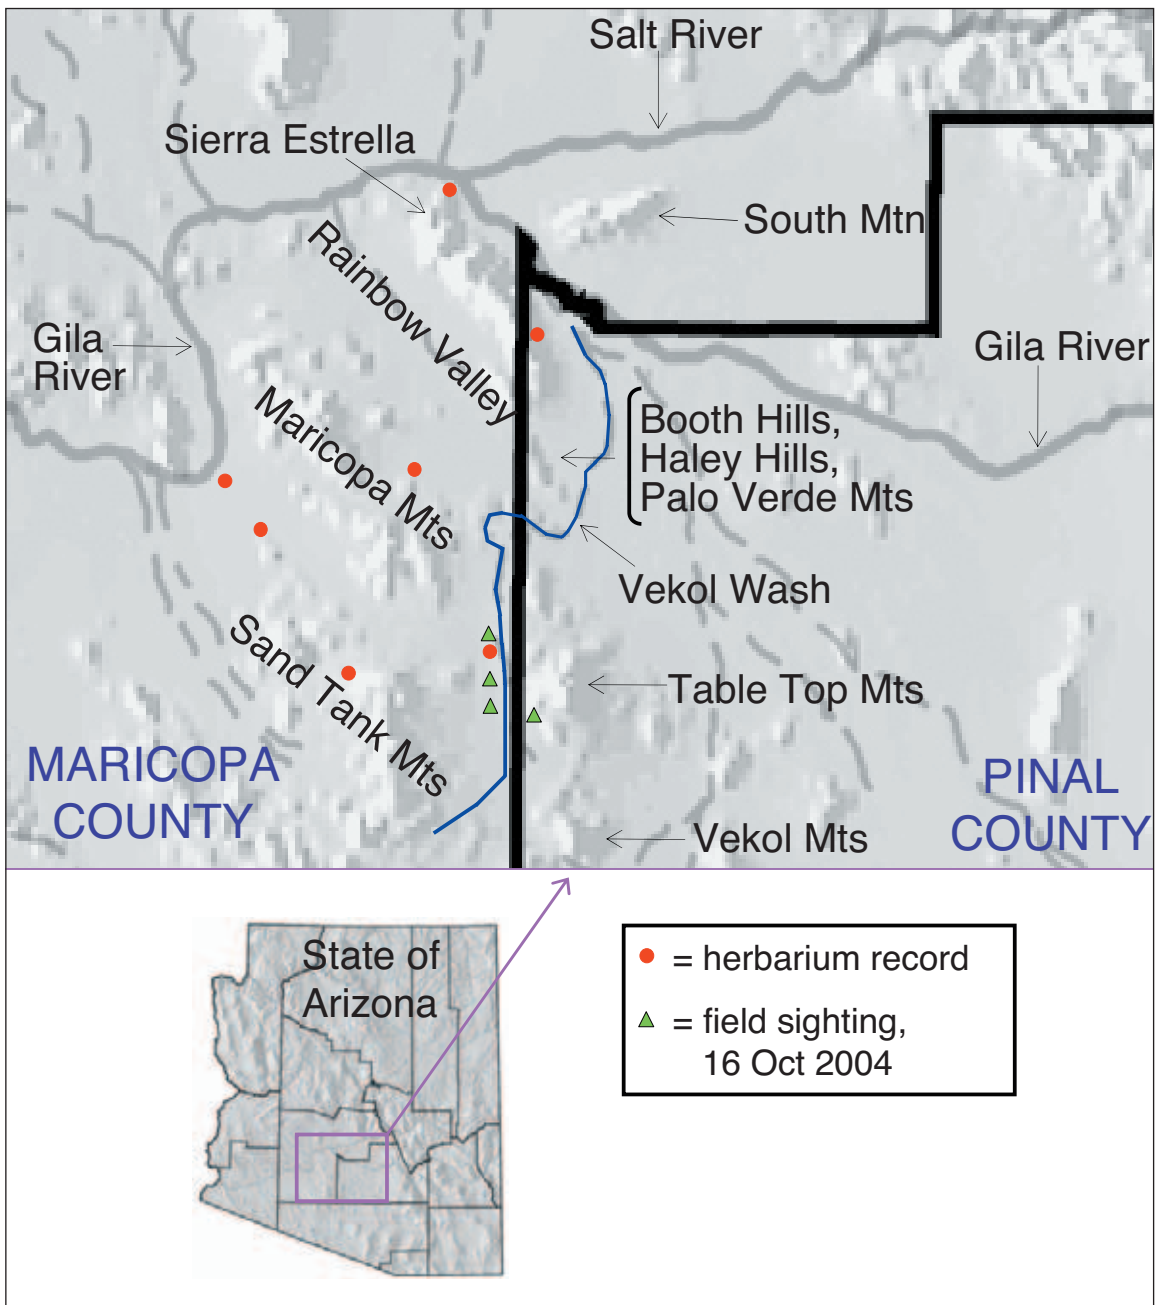 Salt River
Sierra Estrella
South Mtn
Rainbow Valley
Gila
River
Gila River
Maricopa Mts
Booth Hills,
Haley Hills,
Palo Verde Mts
Vekol Wash
Sand Tank Mts
Table Top Mts
MARICOPA
COUNTY
PINAL
COUNTY
Vekol Mts
State of
Arizona
= herbarium record
= field sighting,
16 Oct 2004